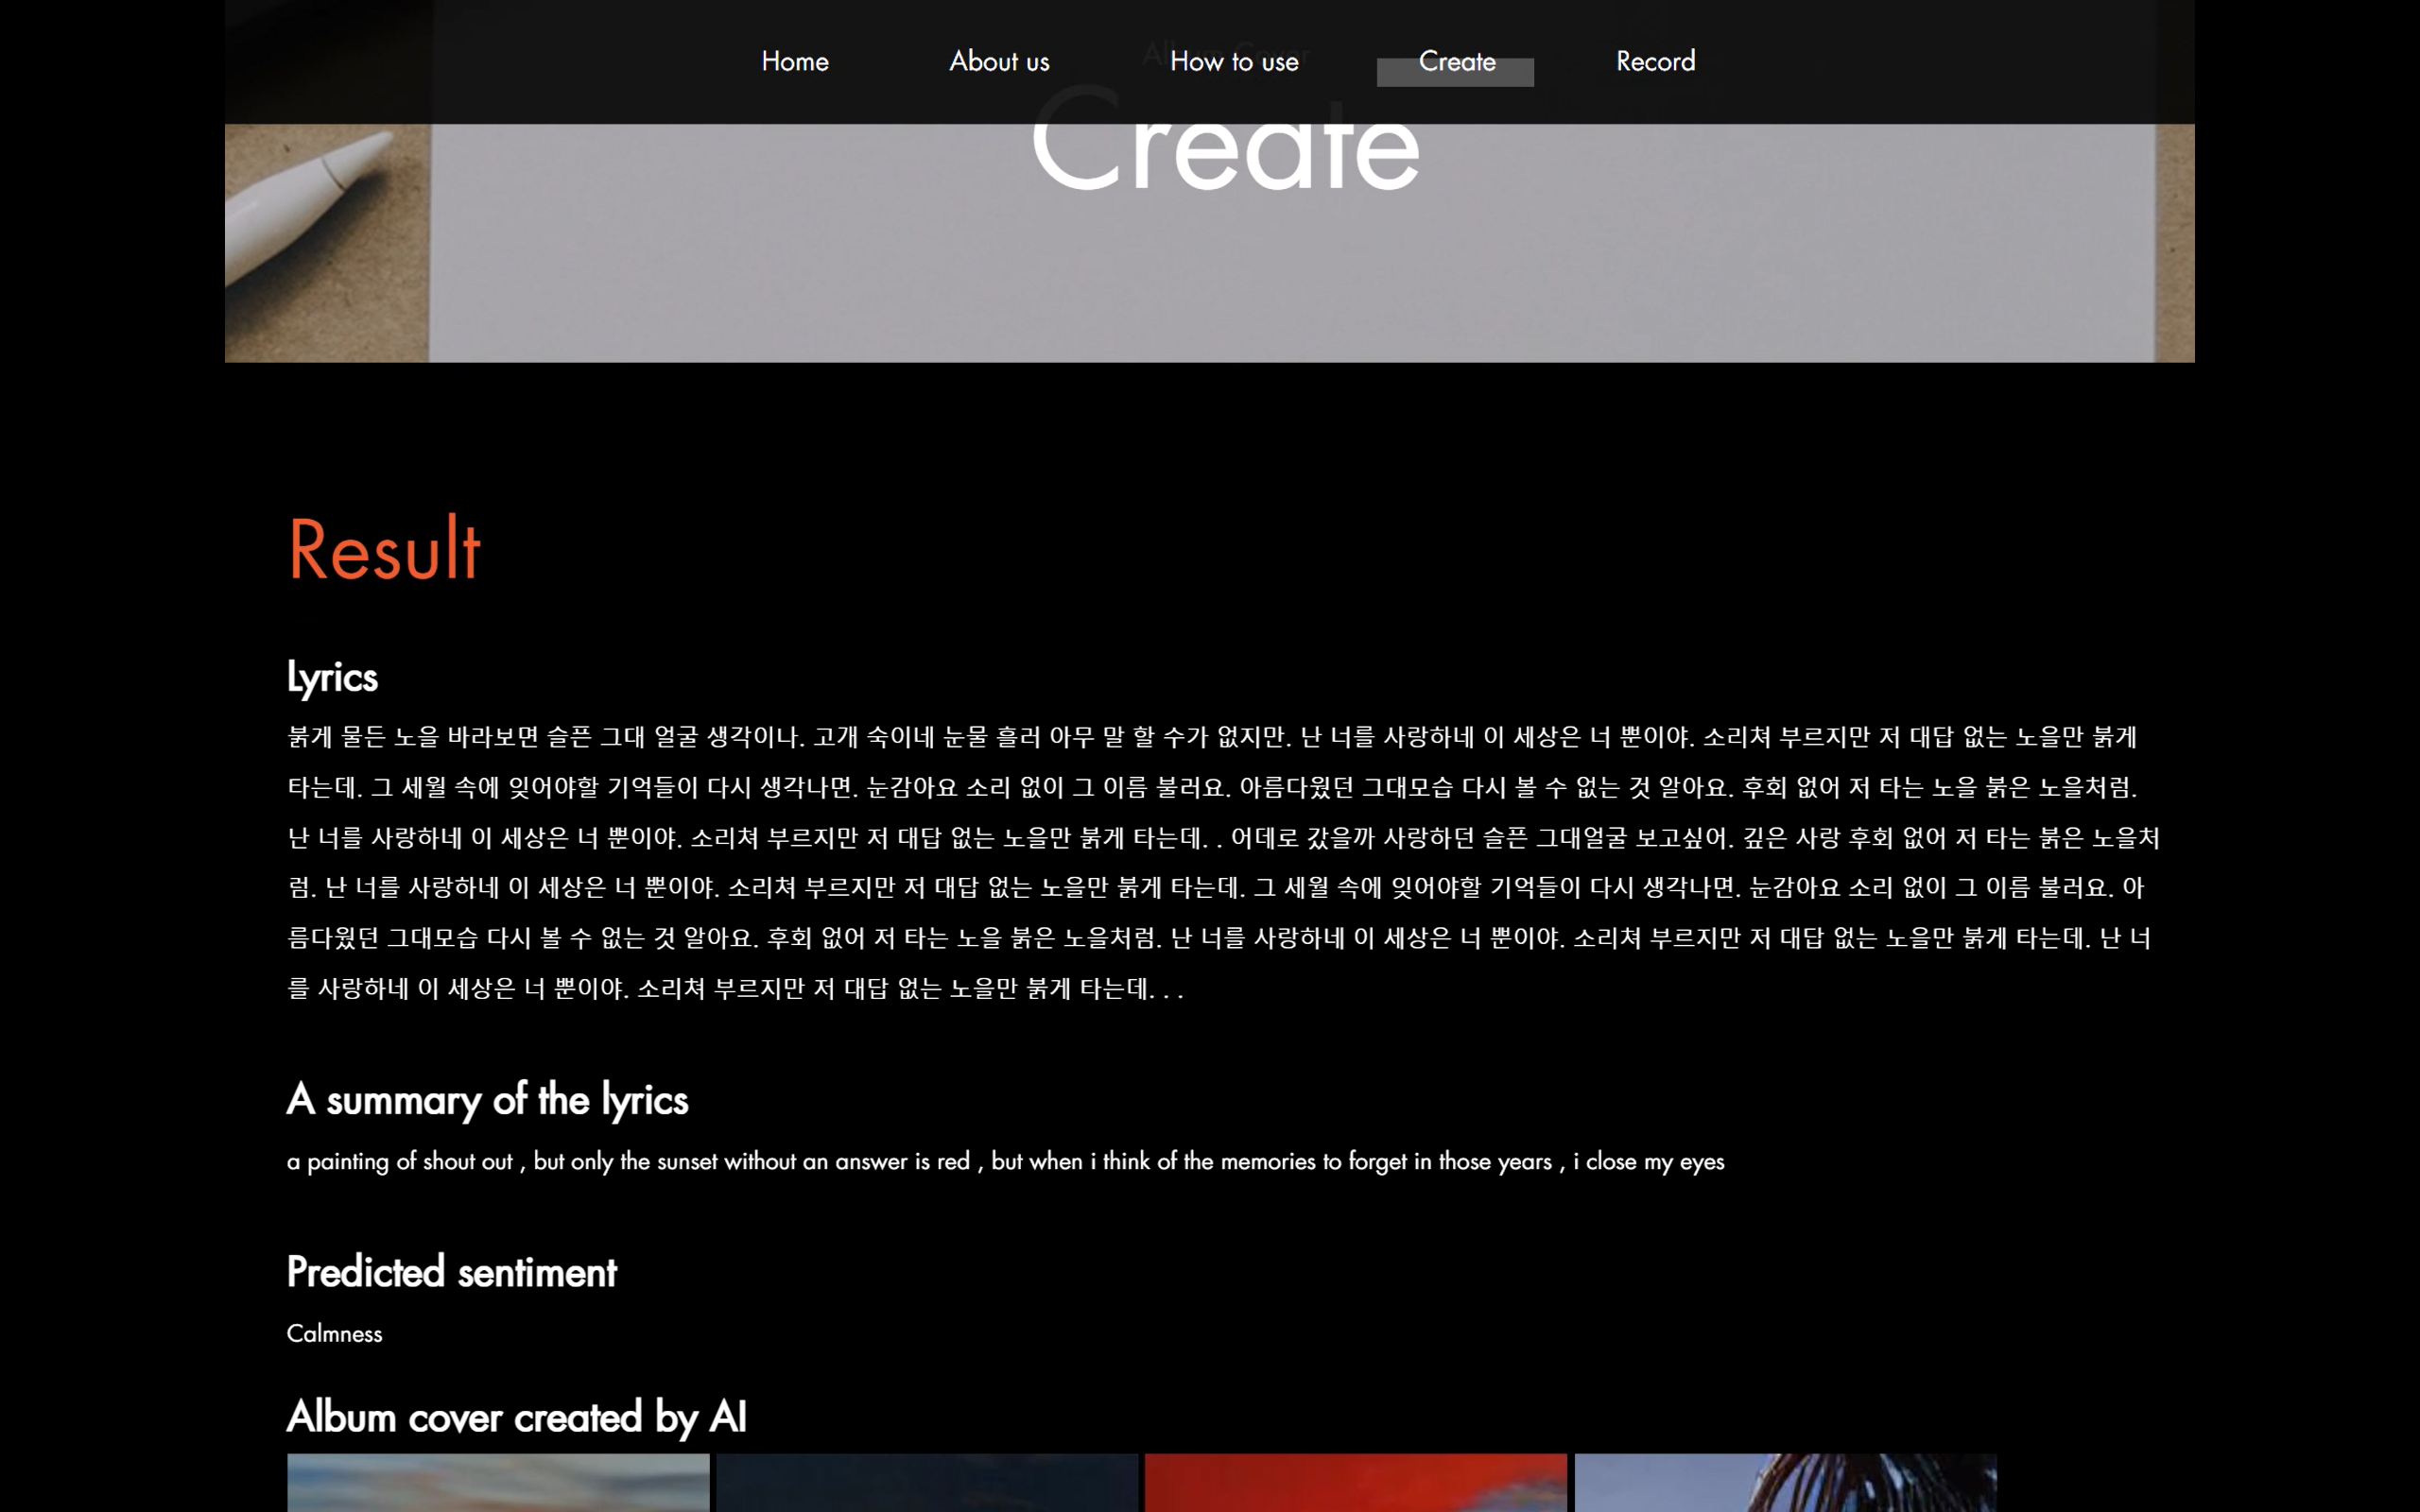 Home About us How to use Create Record
Album Cover
Create
Result
Lyrics
붉게 물든 노을 바라보면 슬픈 그대 얼굴 생각이나. 고개 숙이네 눈물 흘러 아무 말 할 수가 없지만. 난 너를 사랑하네 이 세상은 너 뿐이야. 소리쳐 부르지만 저 대답 없는 노을만 붉게
타는데. 그 세월 속에 잊어야할 기억들이 다시 생각나면. 눈감아요 소리 없이 그 이름 불러요. 아름다웠던 그대모습 다시 볼 수 없는 것 알아요. 후회 없어 저 타는 노을 붉은 노을처럼.
난 너를 사랑하네 이 세상은 너 뿐이야. 소리쳐 부르지만 저 대답 없는 노을만 붉게 타는데. . 어데로 갔을까 사랑하던 슬픈 그대얼굴 보고싶어. 깊은 사랑 후회 없어 저 타는 붉은 노을처
럼. 난 너를 사랑하네 이 세상은 너 뿐이야. 소리쳐 부르지만 저 대답 없는 노을만 붉게 타는데. 그 세월 속에 잊어야할 기억들이 다시 생각나면. 눈감아요 소리 없이 그 이름 불러요. 아
름다웠던 그대모습 다시 볼 수 없는 것 알아요. 후회 없어 저 타는 노을 붉은 노을처럼. 난 너를 사랑하네 이 세상은 너 뿐이야. 소리쳐 부르지만 저 대답 없는 노을만 붉게 타는데. 난 너
를 사랑하네 이 세상은 너 뿐이야. 소리쳐 부르지만 저 대답 없는 노을만 붉게 타는데. . .
A summary of the lyrics
a painting of shout out , but only the sunset without an answer is red , but when i think of the memories to forget in those years , i close my eyes
Predicted sentiment
Calmness
Album cover created by AI